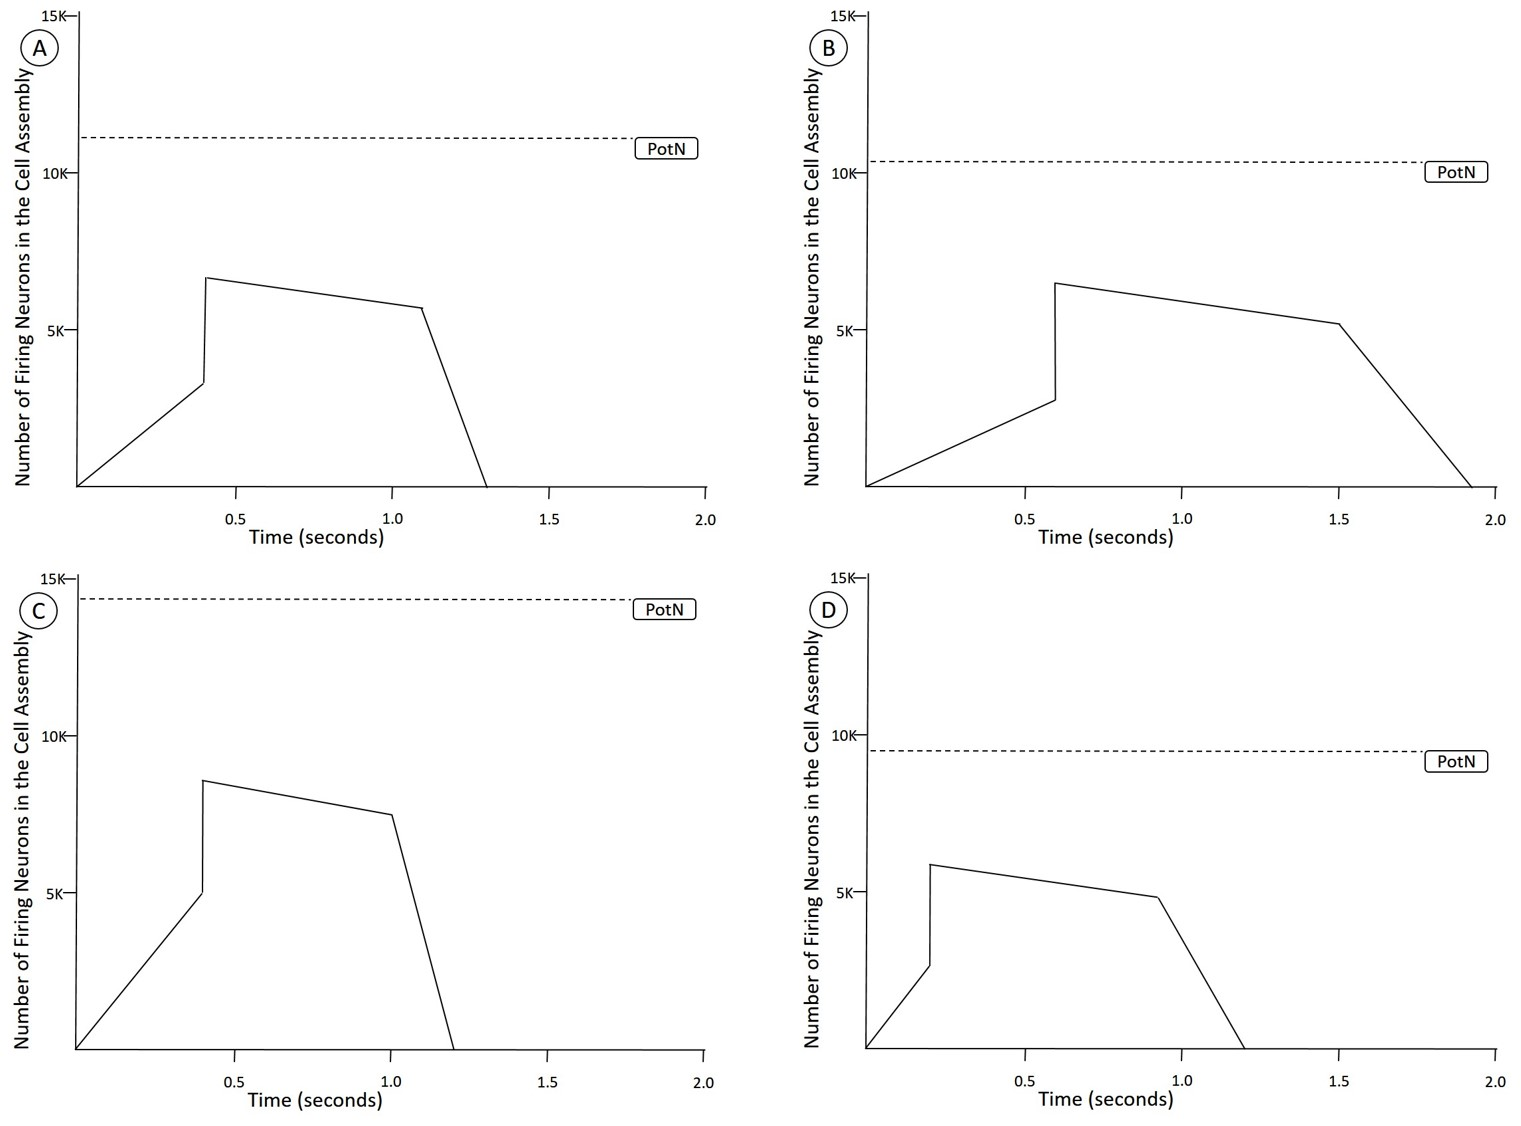 15K
A
Number of Firing Neurons in the Cell Assembly
PotN
10K
5K
0.5
1.0
1.5
2.0
Time (seconds)
15K
B
Number of Firing Neurons in the Cell Assembly
PotN
10K
5K
0.5
1.0
1.5
2.0
Time (seconds)
15K
C
Number of Firing Neurons in the Cell Assembly
PotN
10K
5K
0.5
1.0
1.5
2.0
Time (seconds)
15K
D
Number of Firing Neurons in the Cell Assembly
10K
PotN
5K
0.5
1.0
1.5
2.0
Time (seconds)